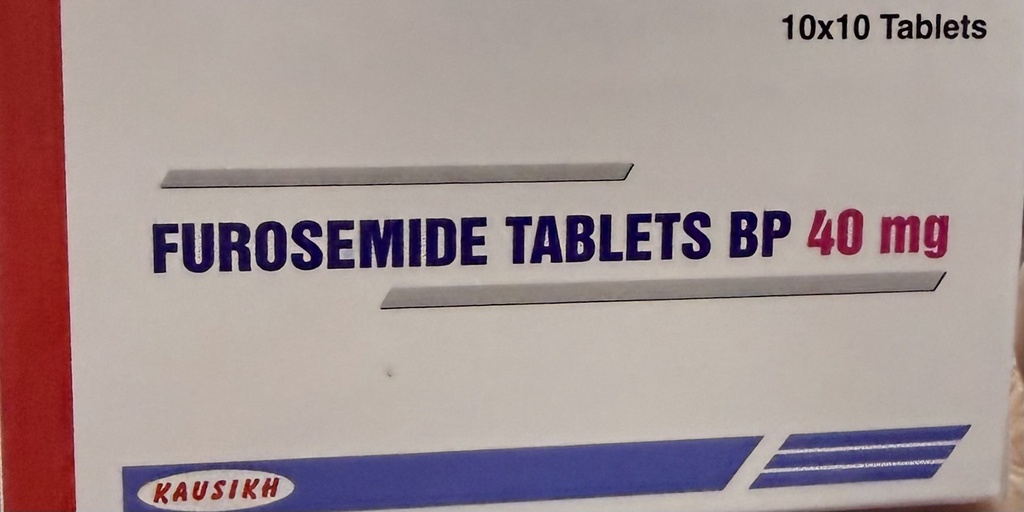 10x10 Tablets
FUROSEMIDE TABLETS BP 40 mg
KAUSIKH